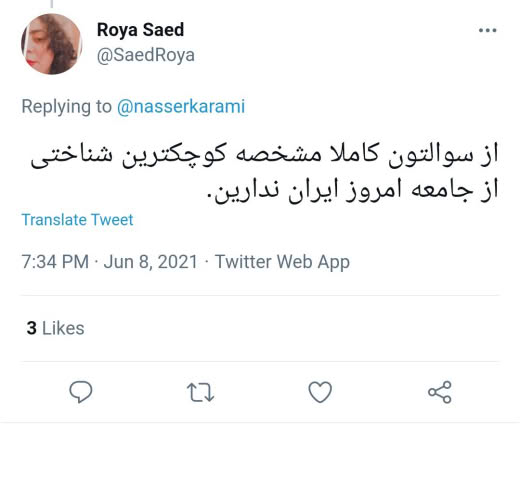 Roya Saed
@SaedRoya
Replying to @nasserkarami
از سوالتون کاملا مشخصه کوچکترین شناختی
از جامعه امروز ایران ندارین.
Translate Tweet
7:34 PM · Jun 8, 2021 · Twitter Web App
3 Likes